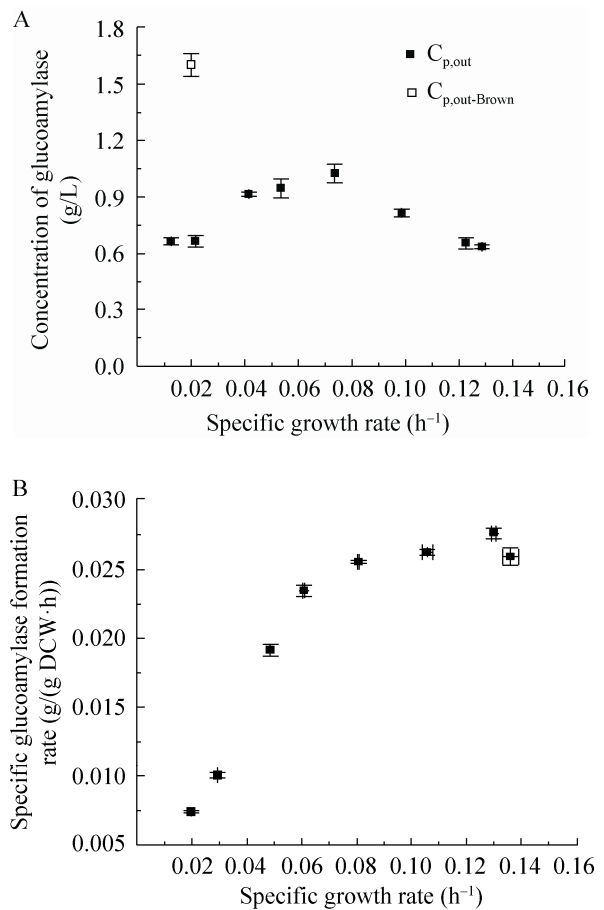 A
1.8
1.5
1.2
0.9
0.6
0.3
0.0
Concentration of glucoamylase
(g/L)
C_p,out
C_p,out-Brown
0.02 0.04 0.06 0.08 0.10 0.12 0.14 0.16
Specific growth rate (h⁻¹)
B
0.030
0.025
0.020
0.015
0.010
0.005
Specific glucoamylase formation
rate (g/(g DCW·h))
0.02 0.04 0.06 0.08 0.10 0.12 0.14 0.16
Specific growth rate (h⁻¹)